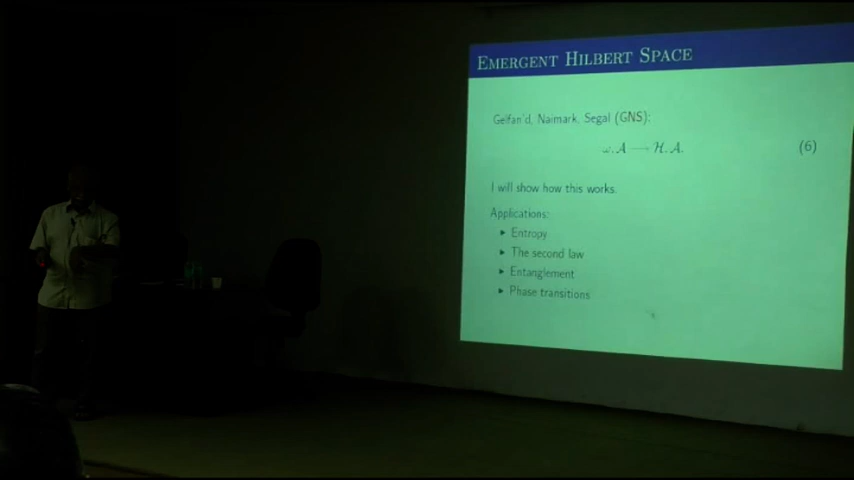 EMERGENT HILBERT SPACE
Gelfan'd, Naimark, Segal (GNS):
ω, A ⟶ H, A. (6)
I will show how this works.
Applications:
▶ Entropy
▶ The second law
▶ Entanglement
▶ Phase transitions